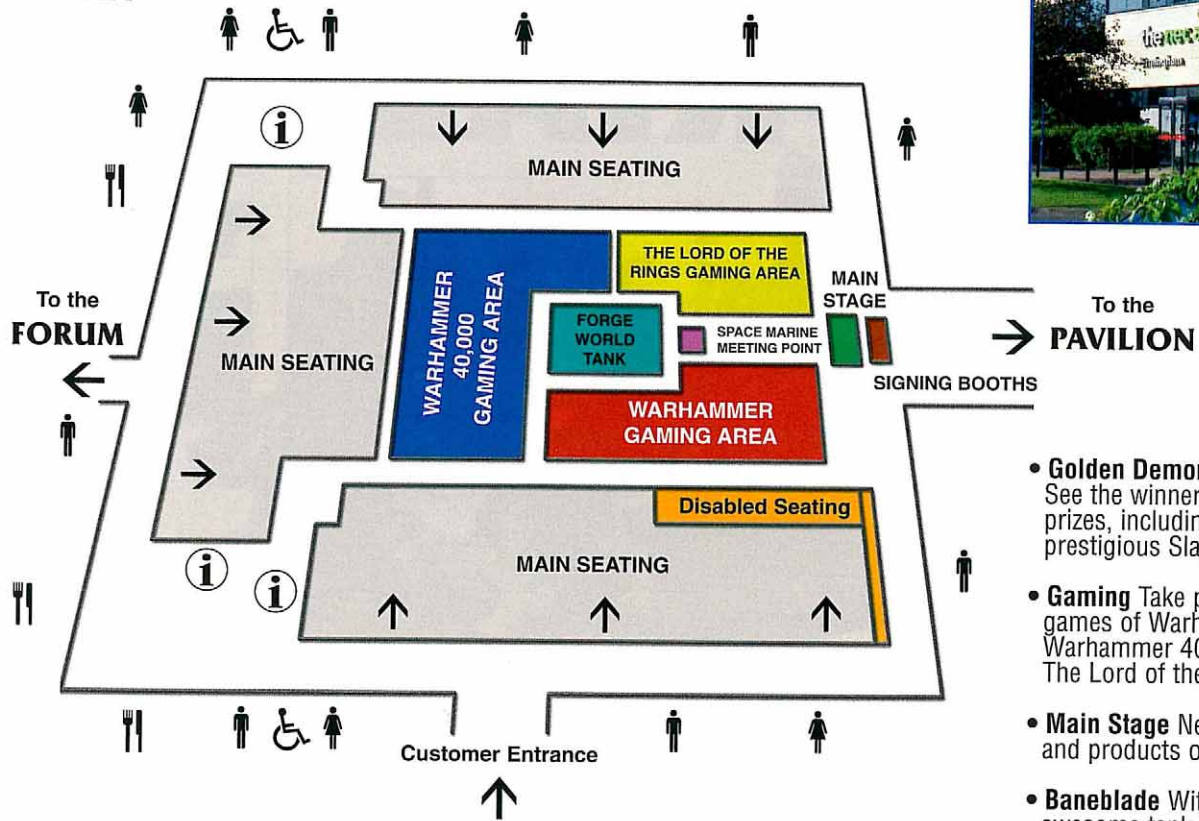 the nec
MAIN SEATING
THE LORD OF THE
RINGS GAMING AREA
WARHAMMER
40,000
GAMING AREA
MAIN
STAGE
To the
FORUM
To the
PAVILION
FORGE
WORLD
TANK
SPACE MARINE
MEETING POINT
MAIN SEATING
SIGNING BOOTHS
WARHAMMER
GAMING AREA
Disabled Seating
MAIN SEATING
Customer Entrance
• Golden Demon
See the winner
prizes, includin
prestigious Sla
• Gaming Take p
games of Warh
Warhammer 40
The Lord of the
• Main Stage Ne
and products o
• Baneblade Wit